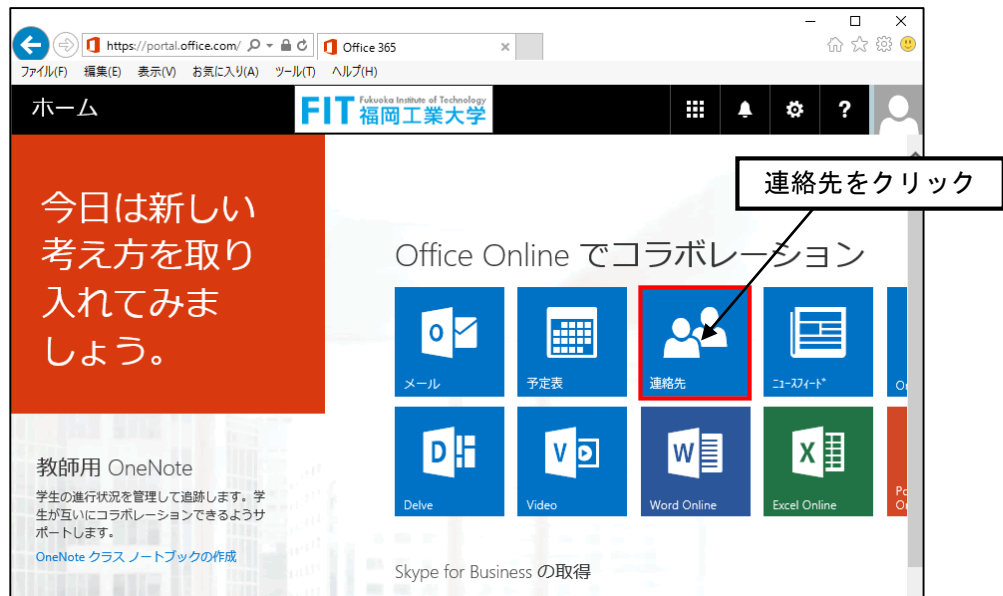 https://portal.office.com/
Office 365
ファイル(F) 編集(E) 表示(V) お気に入り(A) ツール(T) ヘルプ(H)
ホーム
FIT Fukuoka Institute of Technology
福岡工業大学
?
連絡先をクリック
今日は新しい
考え方を取り
入れてみま
しょう。
Office Online でコラボレーション
メール
予定表
連絡先
ニュースフィード
On
Delve
Video
Word Online
Excel Online
Po
On
教師用 OneNote
学生の進行状況を管理して追跡します。学
生が互いにコラボレーションできるようサ
ポートします。
OneNote クラス ノートブックの作成
Skype for Business の取得